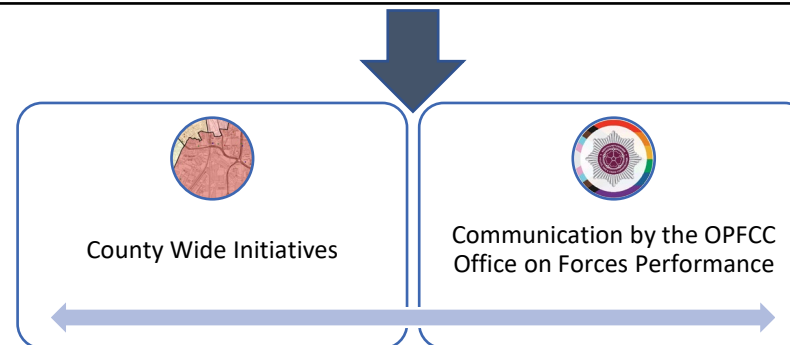 County Wide Initiatives
Communication by the OPFCC
Office on Forces Performance